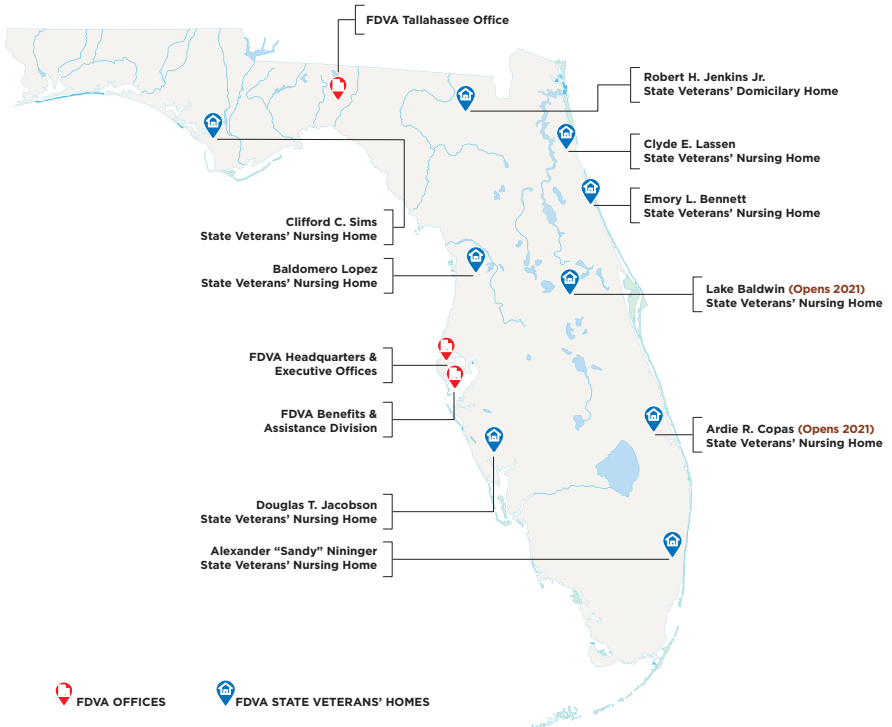 FDVA Tallahassee Office
Robert H. Jenkins Jr.
State Veterans’ Domicilary Home
Clyde E. Lassen
State Veterans’ Nursing Home
Emory L. Bennett
State Veterans’ Nursing Home
Clifford C. Sims
State Veterans’ Nursing Home
Baldomero Lopez
State Veterans’ Nursing Home
Lake Baldwin (Opens 2021)
State Veterans’ Nursing Home
FDVA Headquarters &
Executive Offices
FDVA Benefits &
Assistance Division
Ardie R. Copas (Opens 2021)
State Veterans’ Nursing Home
Douglas T. Jacobson
State Veterans’ Nursing Home
Alexander “Sandy” Nininger
State Veterans’ Nursing Home
FDVA OFFICES
FDVA STATE VETERANS’ HOMES